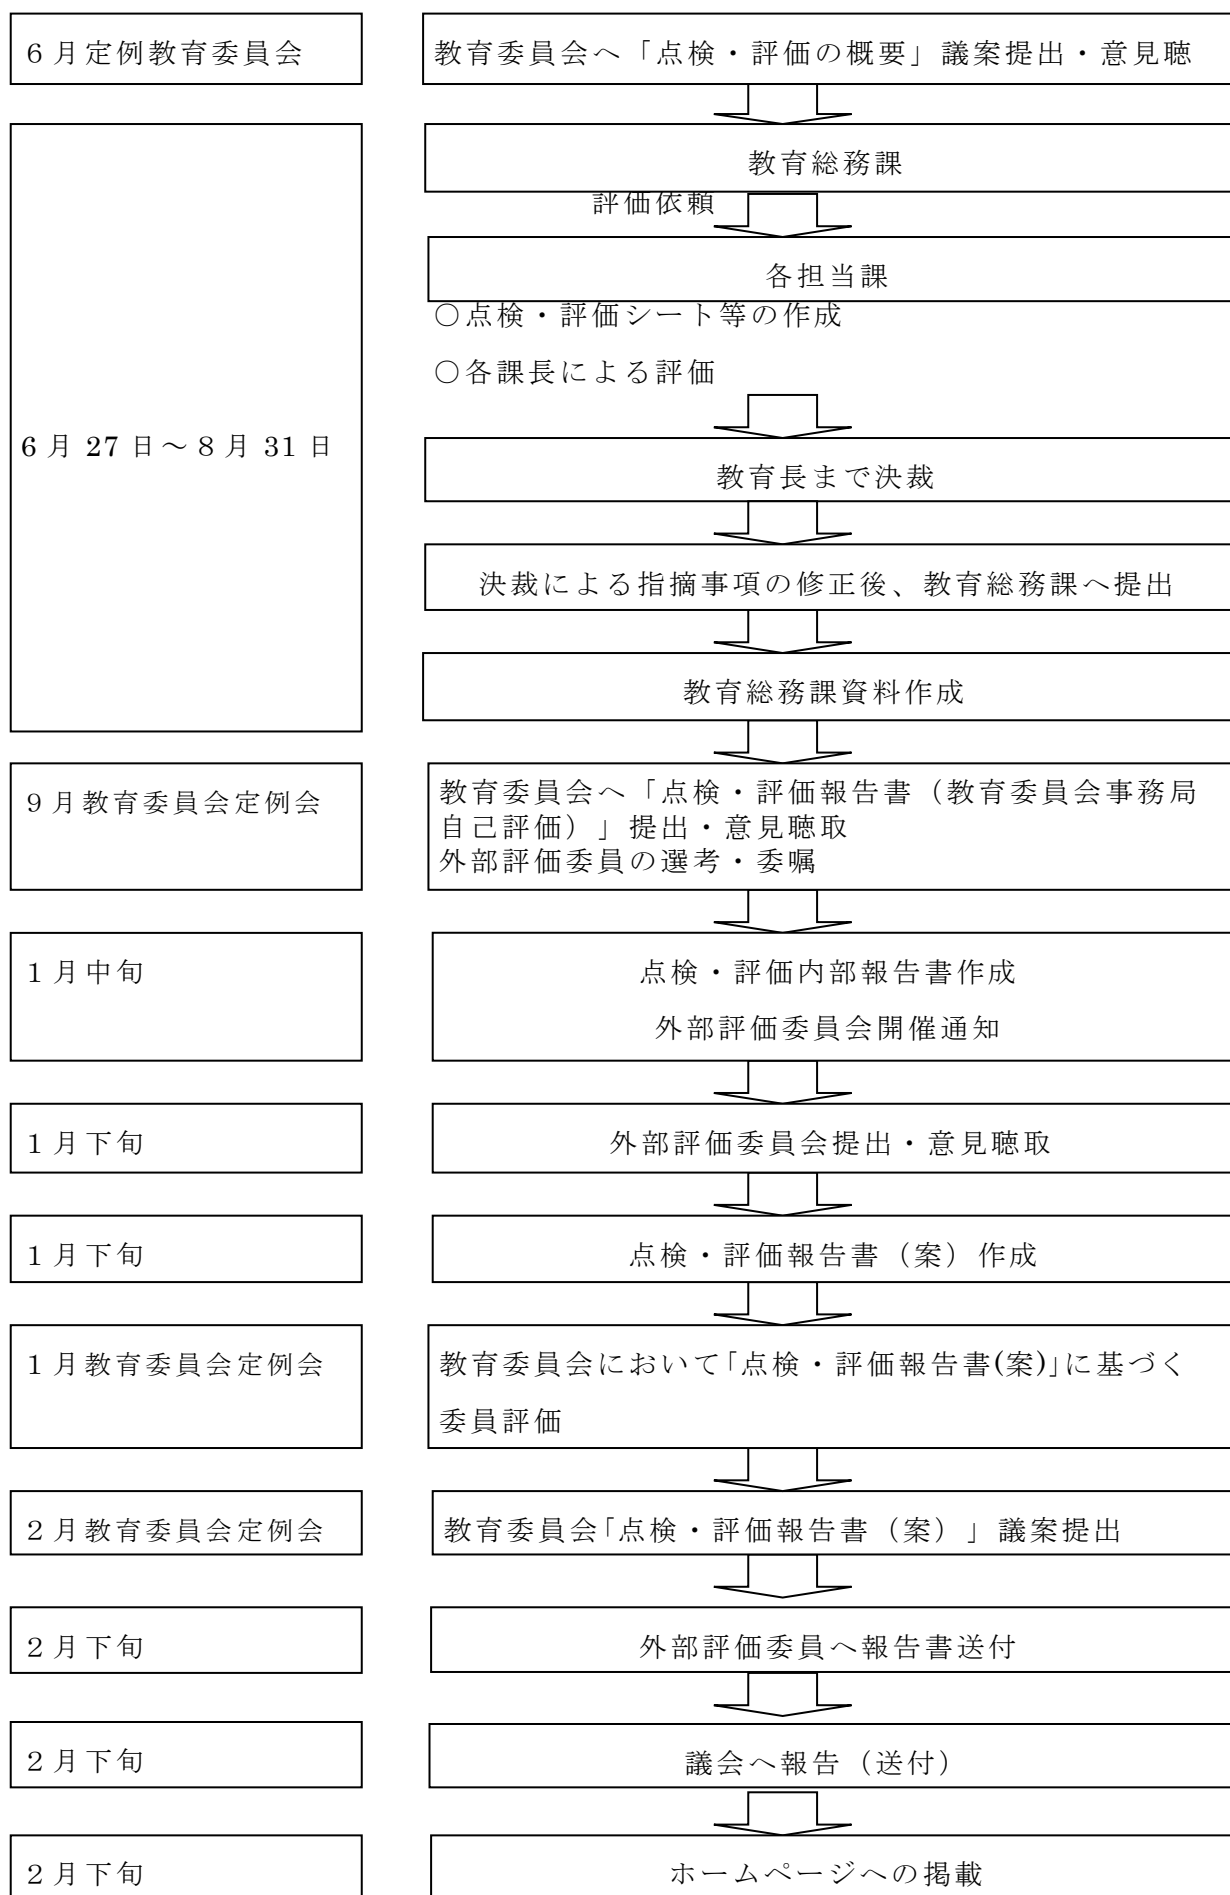 ６月定例教育委員会
教育委員会へ「点検・評価の概要」議案提出・意見聴
教育総務課
評価依頼
各担当課
○点検・評価シート等の作成
○各課長による評価
6月27日～8月31日
教育長まで決裁
決裁による指摘事項の修正後、教育総務課へ提出
教育総務課資料作成
９月教育委員会定例会
教育委員会へ「点検・評価報告書（教育委員会事務局
自己評価）」提出・意見聴取
外部評価委員の選考・委嘱
１月中旬
点検・評価内部報告書作成
外部評価委員会開催通知
１月下旬
外部評価委員会提出・意見聴取
１月下旬
点検・評価報告書（案）作成
１月教育委員会定例会
教育委員会において「点検・評価報告書(案)」に基づく
委員評価
２月教育委員会定例会
教育委員会「点検・評価報告書（案）」議案提出
２月下旬
外部評価委員へ報告書送付
２月下旬
議会へ報告（送付）
２月下旬
ホームページへの掲載